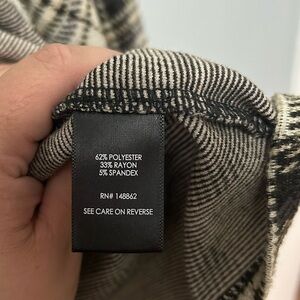 62% POLYESTER
33% RAYON
5% SPANDEX
RN# 148862
SEE CARE ON REVERSE